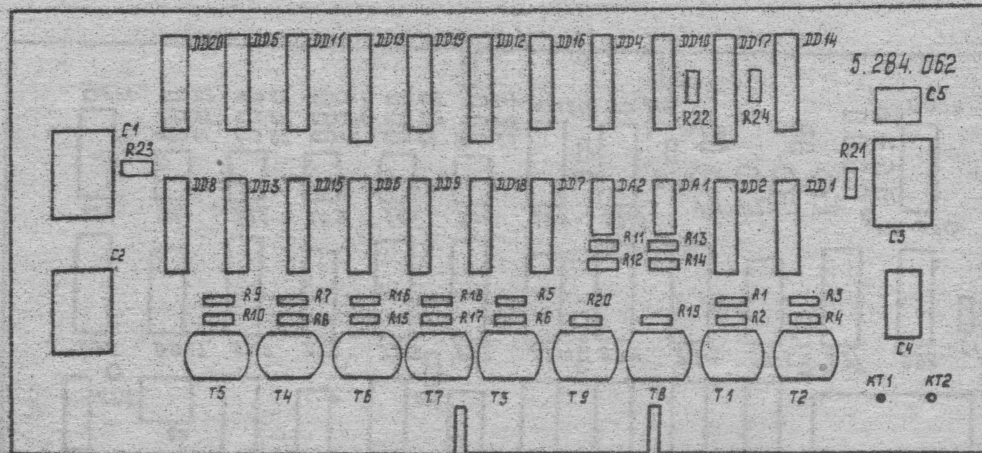 DD20 DD5 DD11 DD13 DD19 DD12 DD16 DD4 DD10 DD17 DD14
5.284.062
C5
R22 R24
C1
R23
R21
DD8 DD3 DD15 DD6 DD9 DD18 DD7 DA2 DA1 DD2 DD1
C3
R11 R13
R12 R14
C2
R9 R7 R16 R18 R5 R20 R19 R1 R3
R10 R8 R15 R17 R6 R2 R4
C4
T5 T4 T6 T7 T3 T9 T8 T1 T2
КТ1 КТ2